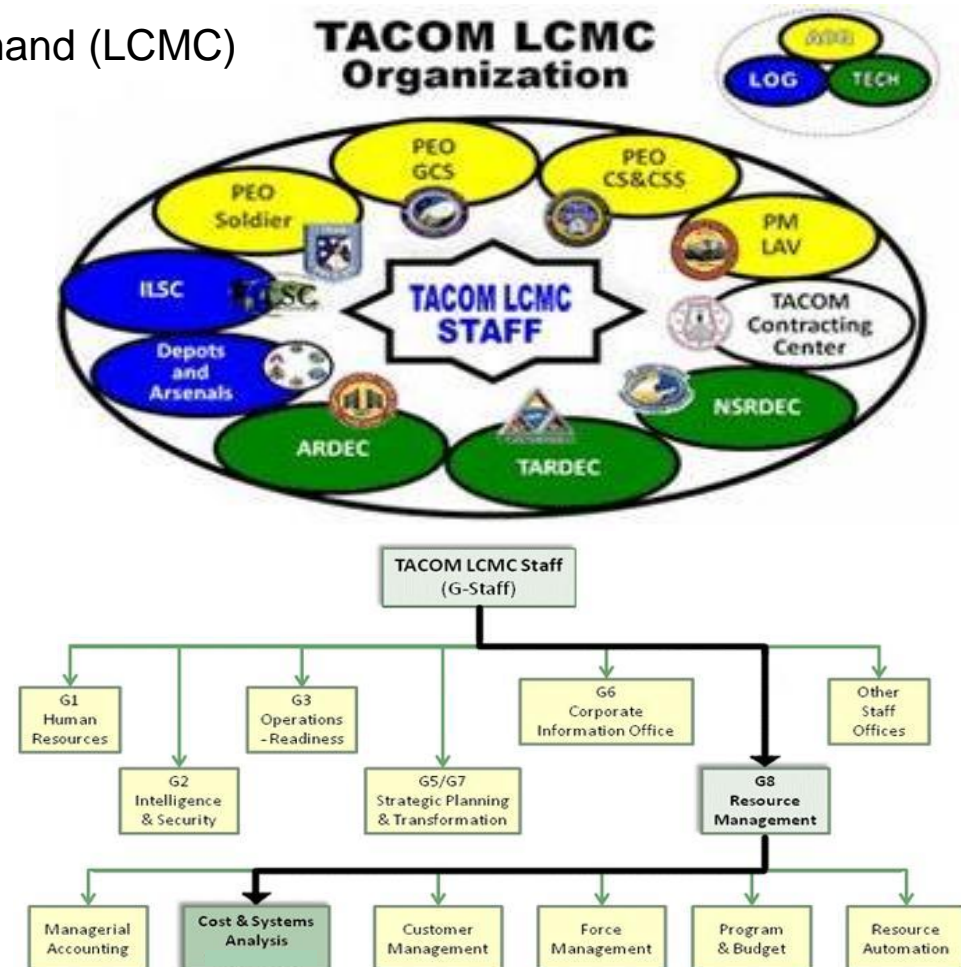 mand (LCMC)
TACOM LCMC
Organization
ACQ
LOG
TECH
PEO
GCS
PEO
CS&CSS
PEO
Soldier
PM
LAV
ILSC
TACOM LCMC
STAFF
TACOM
Contracting
Center
Depots
and
Arsenals
NSRDEC
ARDEC
TARDEC
TACOM LCMC Staff
(G-Staff)
G1
Human
Resources
G3
Operations
-Readiness
G6
Corporate
Information Office
Other
Staff
Offices
G2
Intelligence
& Security
G5/G7
Strategic Planning
& Transformation
G8
Resource
Management
Managerial
Accounting
Cost & Systems
Analysis
Customer
Management
Force
Management
Program
& Budget
Resource
Automation